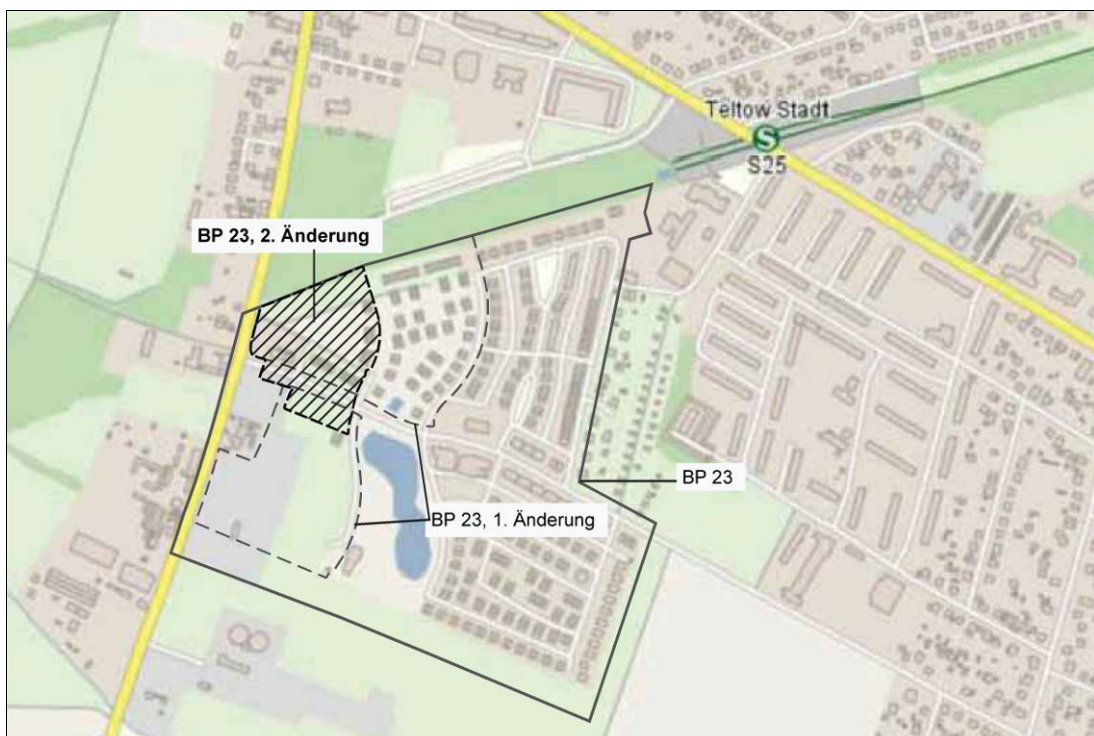 Teltow Stadt
S
S25
BP 23, 2. Änderung
BP 23
BP 23, 1. Änderung